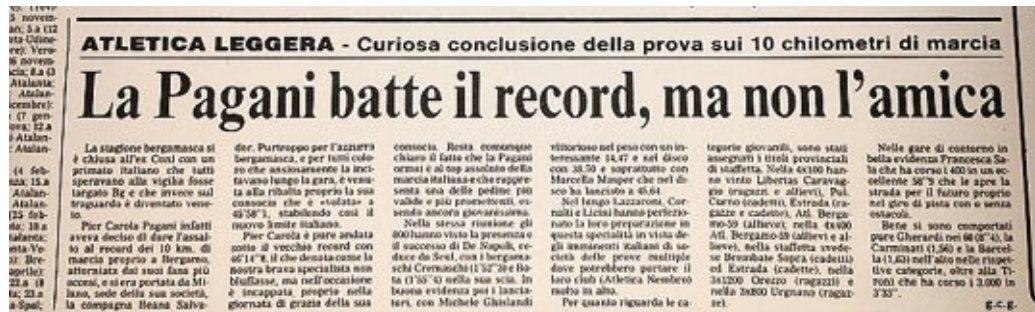 ATLETICA LEGGERA - Curiosa conclusione della prova sui 10 chilometri di marcia
La Pagani batte il record, ma non l'amica
La stagione bergamasca si
è chiusa all'ex Coni con un
primato italiano che tutti
speravano alla vigilia fosse
targato Bg e che invece sul
traguardo è diventato vene-
to.
Pier Carola Pagani infatti
aveva deciso di dare l'assal-
to al record dei 10 km. di
marcia proprio a Bergamo,
attorniata dai suoi fans più
accesi, e si era portata da Mi-
lano, sede della sua società,
la compagna Ileana Salva-
dor. Purtroppo per l'azzurra
bergamasca, e per tutti colo-
ro che ansiosamente la inci-
tavano lungo la gara, è venu-
ta alla ribalta proprio la sua
consocia che è «volata» a
45'58"1, stabilendo così il
nuovo limite italiano.
Pier Carola è pure andata
sotto il vecchio record con
46'14"8, il che denota come la
nostra brava specialista non
bluffasse, ma nell'occasione
è incappata proprio nella
giornata di grazia della sua
consocia. Resta comunque
chiaro il fatto che la Pagani
ormai è al top assoluto della
marcia italiana e che rappre-
senta una delle pedine più
valide e più promettenti, es-
sendo ancora giovanissima.
Nella stessa riunione gli
800 hanno visto la presenza e
il successo di De Napoli, re-
duce da Seul, con i bergama-
schi Cremaschi (1'52"3) e Ro-
ta (1'55"4) nella sua scia. In
buona evidenza poi i lancia-
tori, con Michele Ghislandi
vittorioso nel peso con un in-
teressante 14,47 e nel disco
con 38.50 e soprattutto con
Marcella Masper che nel di-
sco ha lanciato a 45,64.
Nel lungo Lazzaroni, Cor-
nolti e Licini hanno perfezio-
nato la loro preparazione in
questa specialità in vista de-
gli imminenti italiani di so-
cietà delle prove multiple
dove potrebbero portare il
loro club (Atletica Nembro)
molto in alto.
Per quanto riguarda le ca-
tegorie giovanili, sono stati
assegnati i titoli provinciali
di staffetta. Nella 4x100 han-
no vinto Libertas Caravag-
gio (ragazzi e allievi), Pol.
Curno (cadetti), Estrada (ra-
gazze e cadette), Atl. Berga-
mo-59 (allieve), nella 4x400
Atl. Bergamo-59 (allievi e al-
lieve), nella staffetta svede-
se Brembate Sopra (cadetti)
ed Estrada (cadette), nella
3x1200 Orezzo (ragazzi) e
nella 3x800 Urgnano (ragaz-
ze).
Nelle gare di contorno in
bella evidenza Francesca Sa-
la che ha corso i 400 in un ec-
cellente 58"5 che le apre la
strada per il futuro proprio
nel giro di pista con o senza
ostacoli.
Bene si sono comportati
pure Gherardi nei 60 (8"4), la
Carminati (1,56) e la Barcel-
la (1,63) nell'alto nelle rispet-
tive categorie, oltre alla Ti-
roni che ha corso i 3.000 in
g.c.g.